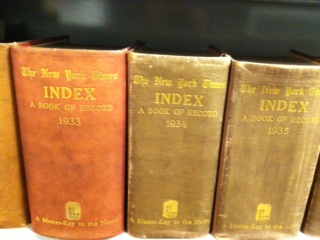 The New York Times
INDEX
A BOOK OF RECORD
1933
A Master-Key to the News
The New York Times
INDEX
A BOOK OF RECORD
1934
A Master-Key to the News
The New York Times
INDEX
A BOOK OF RECORD
1935
A Master-Key to the News